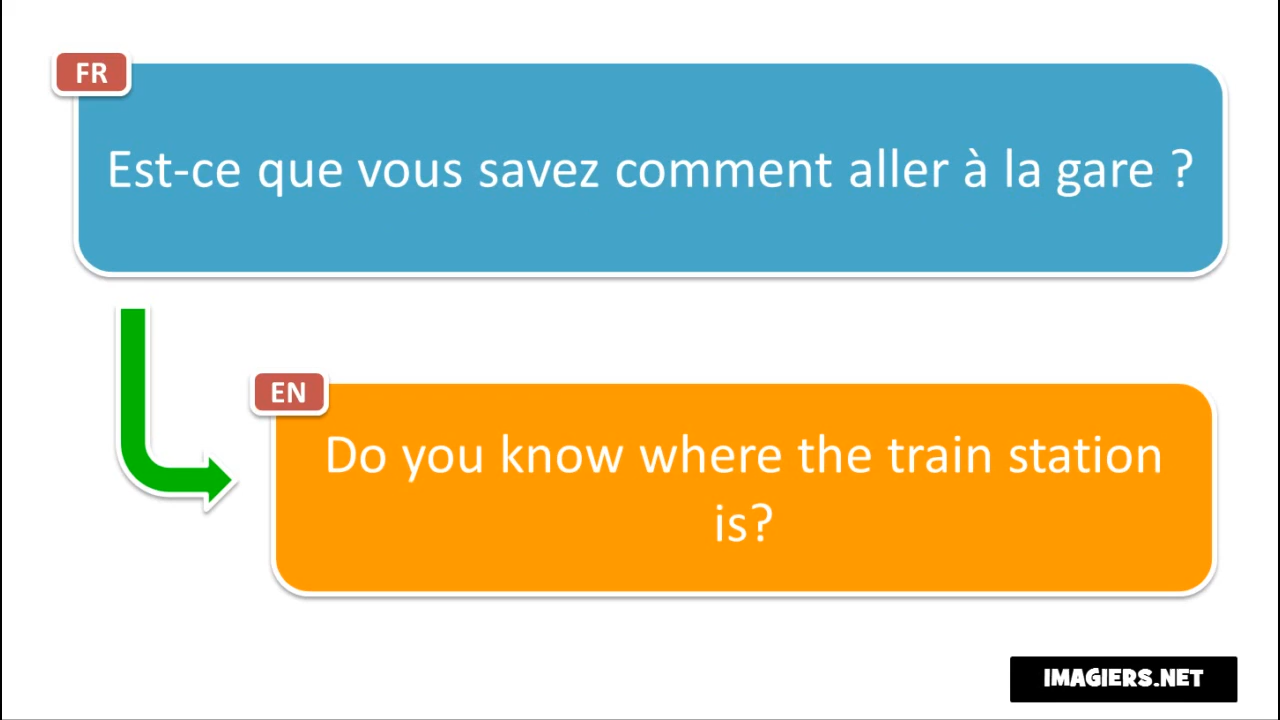 FR
Est-ce que vous savez comment aller à la gare ?
EN
Do you know where the train station
is?
IMAGIERS.NET